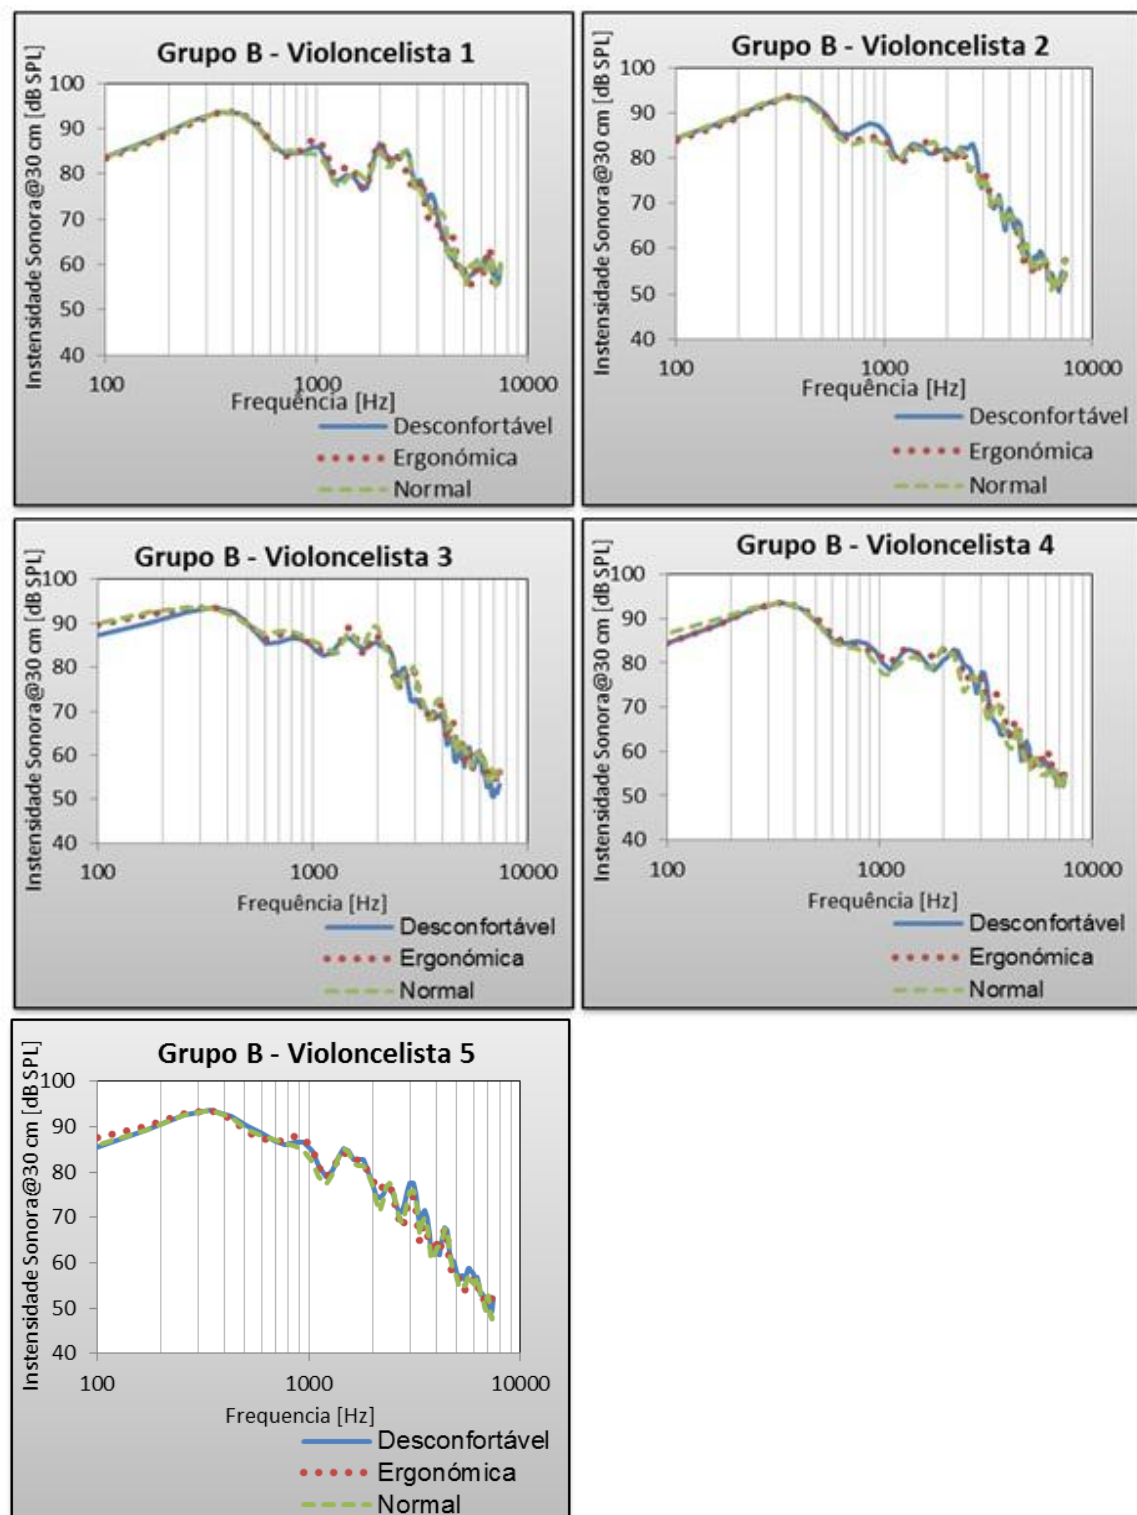 Grupo B - Violoncelista 1
Instensidade Sonora@30 cm [dB SPL]
100
90
80
70
60
50
40
100 1000 10000
Frequência [Hz]
Desconfortável
Ergonómica
Normal
Grupo B - Violoncelista 2
Instensidade Sonora@30 cm [dB SPL]
100
90
80
70
60
50
40
100 1000 10000
Frequência [Hz]
Desconfortável
Ergonómica
Normal
Grupo B - Violoncelista 3
Instensidade Sonora@30 cm [dB SPL]
100
90
80
70
60
50
40
100 1000 10000
Frequência [Hz]
Desconfortável
Ergonómica
Normal
Grupo B - Violoncelista 4
Instensidade Sonora@30 cm [dB SPL]
100
90
80
70
60
50
40
100 1000 10000
Frequência [Hz]
Desconfortável
Ergonómica
Normal
Grupo B - Violoncelista 5
Instensidade Sonora@30 cm [dB SPL]
100
90
80
70
60
50
40
100 1000 10000
Frequencia [Hz]
Desconfortável
Ergonómica
Normal